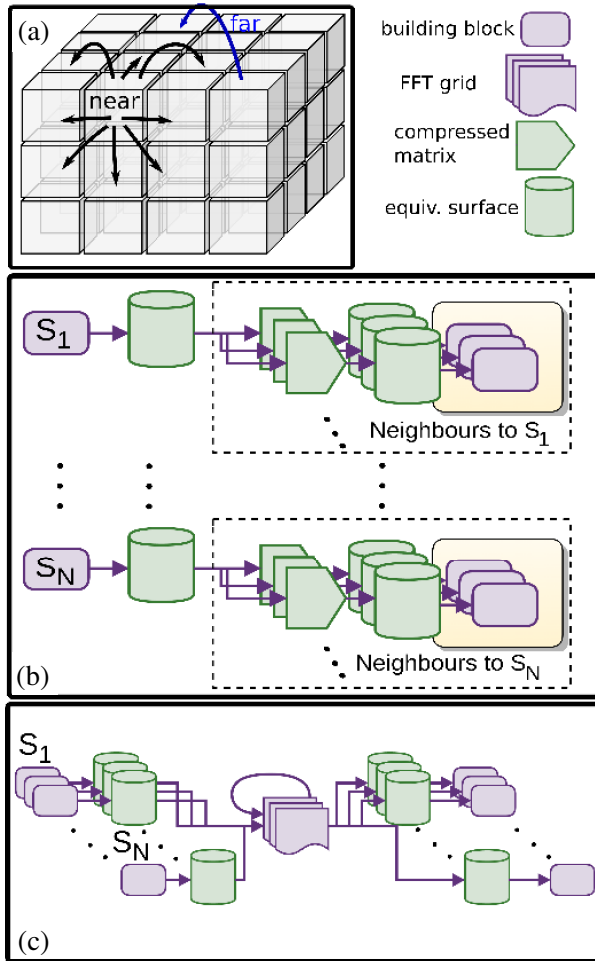 (a)
far
near
building block
FFT grid
compressed
matrix
equiv. surface
S1
Neighbours to S1
SN
Neighbours to SN
(b)
S1
SN
(c)